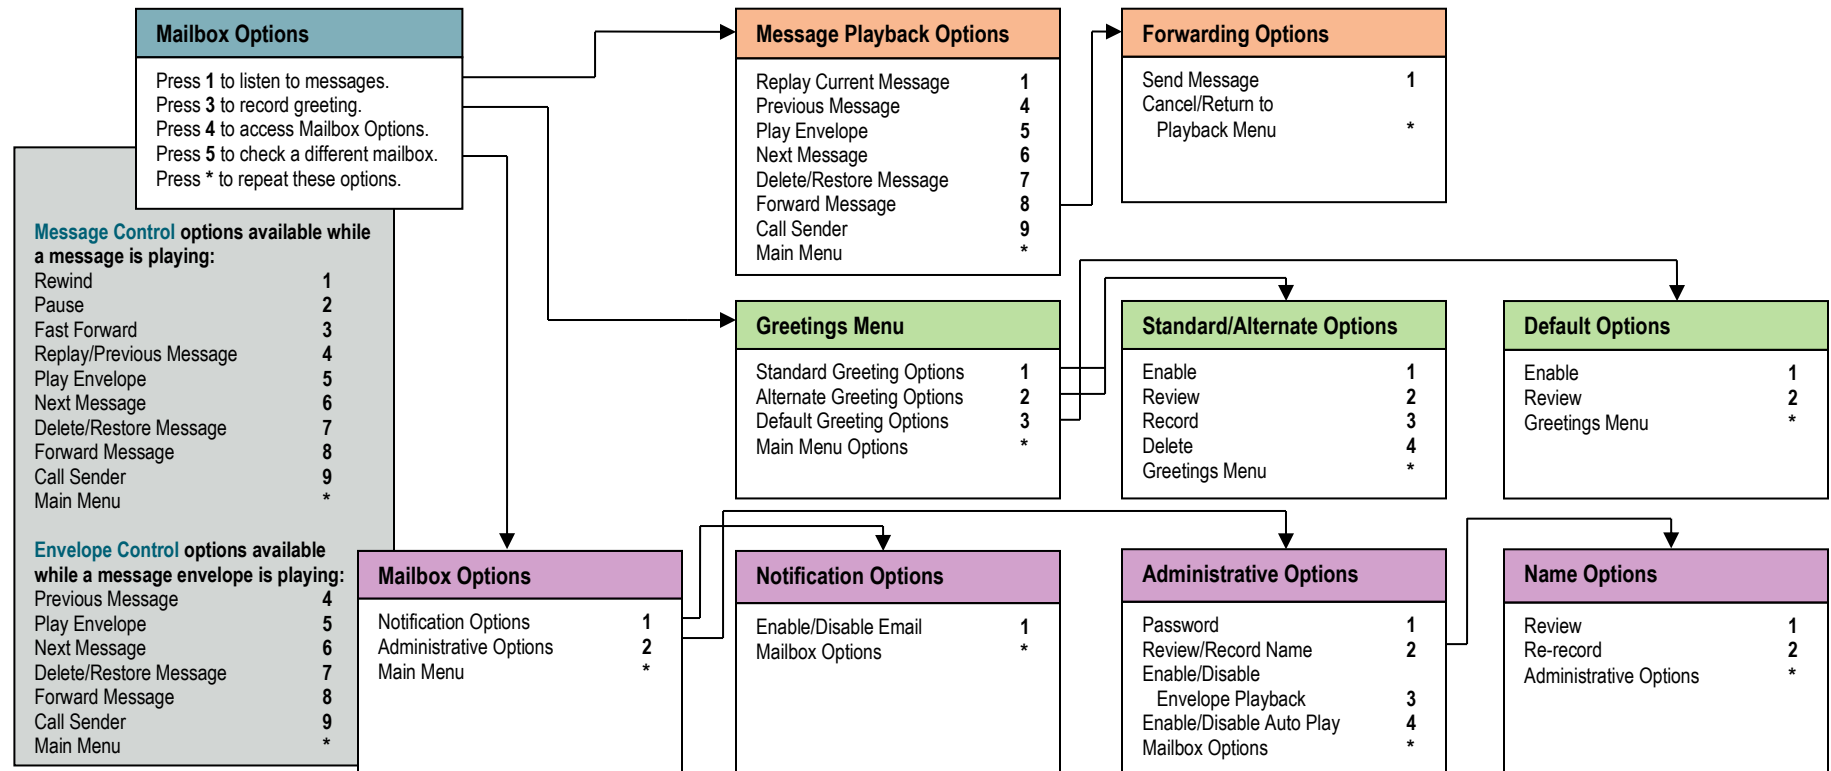 Mailbox Options
Press 1 to listen to messages.
Press 3 to record greeting.
Press 4 to access Mailbox Options.
Press 5 to check a different mailbox.
Press * to repeat these options.
Message Control options available while
a message is playing:
Rewind 1
Pause 2
Fast Forward 3
Replay/Previous Message 4
Play Envelope 5
Next Message 6
Delete/Restore Message 7
Forward Message 8
Call Sender 9
Main Menu *
Envelope Control options available
while a message envelope is playing:
Previous Message 4
Play Envelope 5
Next Message 6
Delete/Restore Message 7
Forward Message 8
Call Sender 9
Main Menu *
Message Playback Options
Replay Current Message 1
Previous Message 4
Play Envelope 5
Next Message 6
Delete/Restore Message 7
Forward Message 8
Call Sender 9
Main Menu *
Forwarding Options
Send Message 1
Cancel/Return to
Playback Menu *
Greetings Menu
Standard Greeting Options 1
Alternate Greeting Options 2
Default Greeting Options 3
Main Menu Options *
Standard/Alternate Options
Enable 1
Review 2
Record 3
Delete 4
Greetings Menu *
Default Options
Enable 1
Review 2
Greetings Menu *
Mailbox Options
Notification Options 1
Administrative Options 2
Main Menu *
Notification Options
Enable/Disable Email 1
Mailbox Options *
Administrative Options
Password 1
Review/Record Name 2
Enable/Disable
Envelope Playback 3
Enable/Disable Auto Play 4
Mailbox Options *
Name Options
Review 1
Re-record 2
Administrative Options *